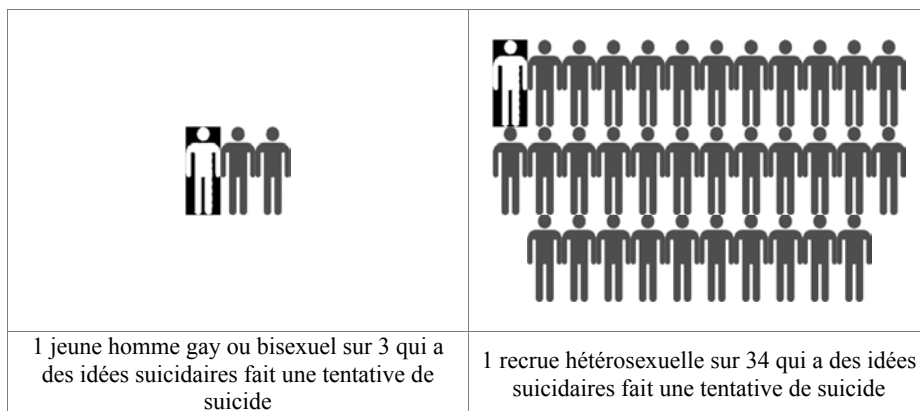 1 jeune homme gay ou bisexuel sur 3 qui a
des idées suicidaires fait une tentative de
suicide
1 recrue hétérosexuelle sur 34 qui a des idées
suicidaires fait une tentative de suicide